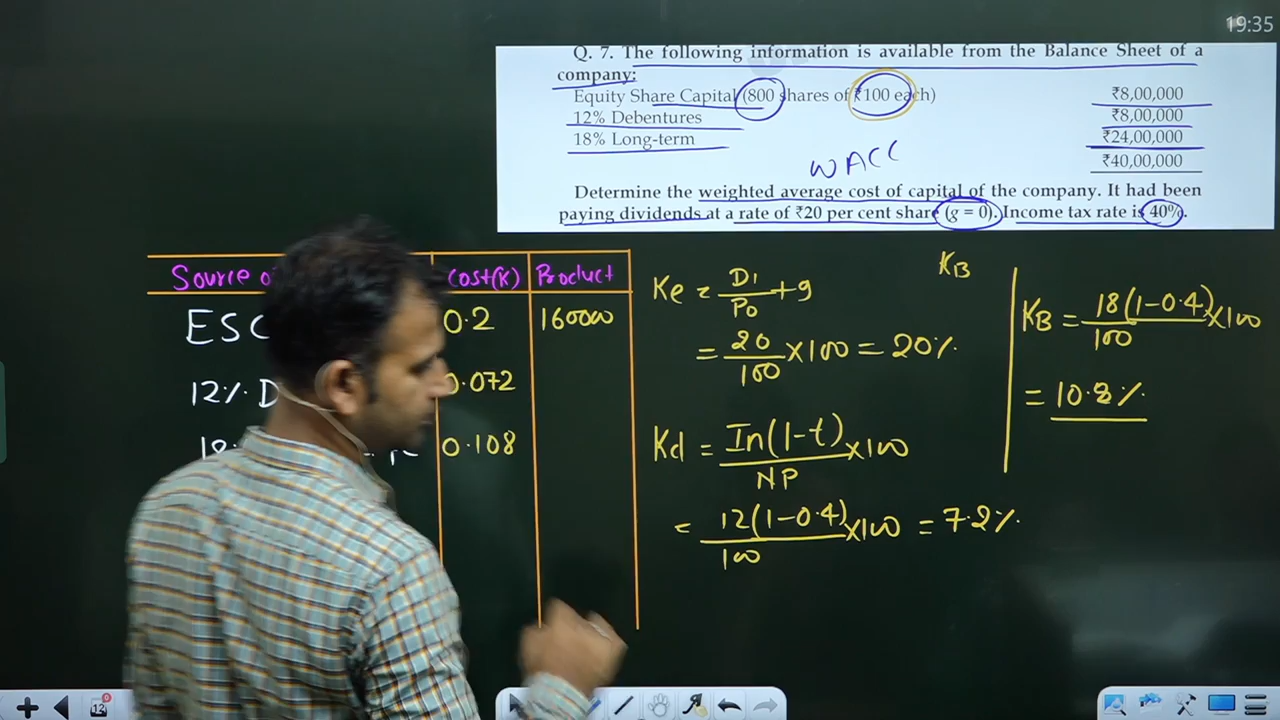 19:35
Q. 7. The following information is available from the Balance Sheet of a
company:
Equity Share Capital (800 shares of ₹100 each) ₹8,00,000
12% Debentures ₹8,00,000
18% Long-term ₹24,00,000
₹40,00,000
WACC
Determine the weighted average cost of capital of the company. It had been
paying dividends at a rate of ₹20 per cent share (g = 0). Income tax rate is 40%.
Source Cost(K) Product
ESC 0.2 160000
12% D 0.072
18 0.108
Ke = D1/P0 + g
= 20/100 × 100 = 20%
Kd = In(1-t)/NP × 100
= 12(1-0.4)/100 × 100 = 7.2%
KB
KB = 18(1-0.4)/100 × 100
= 10.8%
12